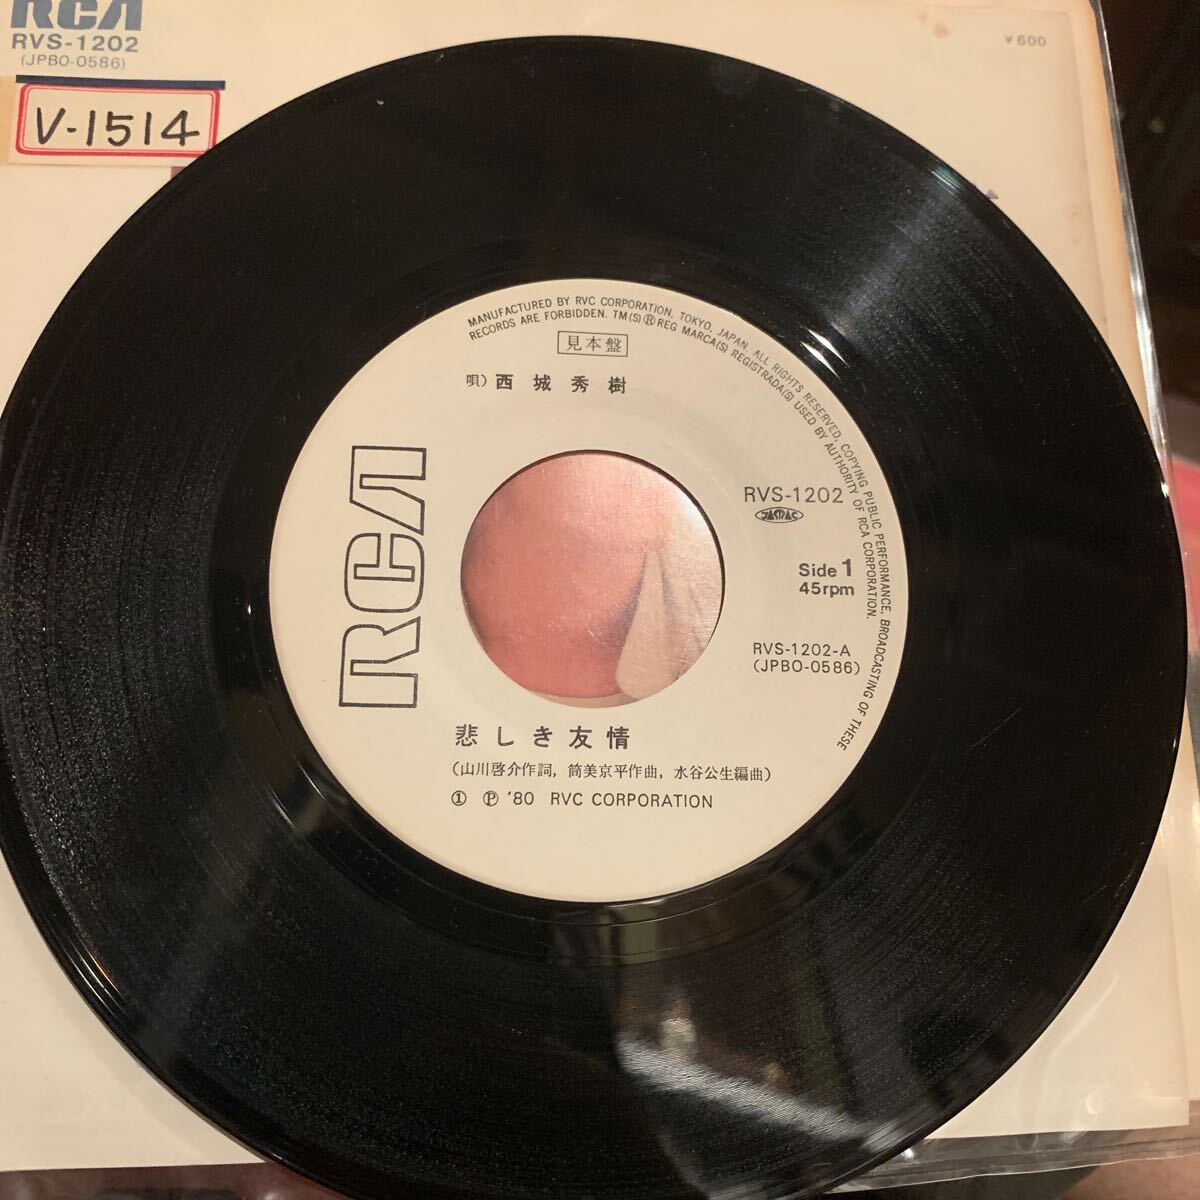 RCA
RVS-1202
(JPBO-0586)
¥600
V-1514
MANUFACTURED BY RVC CORPORATION, TOKYO, JAPAN. ALL RIGHTS RESERVED, COPYING PUBLIC PERFORMANCE, BROADCASTING OF THESE
RECORDS ARE FORBIDDEN. TM(S)®REG MARCA(S) REGISTRADA(S) USED BY AUTHORITY OF RCA CORPORATION.
見本盤
唄) 西城秀樹
RCA
RVS-1202
JASRAC
Side 1
45rpm
RVS-1202-A
(JPBO-0586)
悲しき友情
(山川啓介作詞, 筒美京平作曲, 水谷公生編曲)
① ℗ '80 RVC CORPORATION